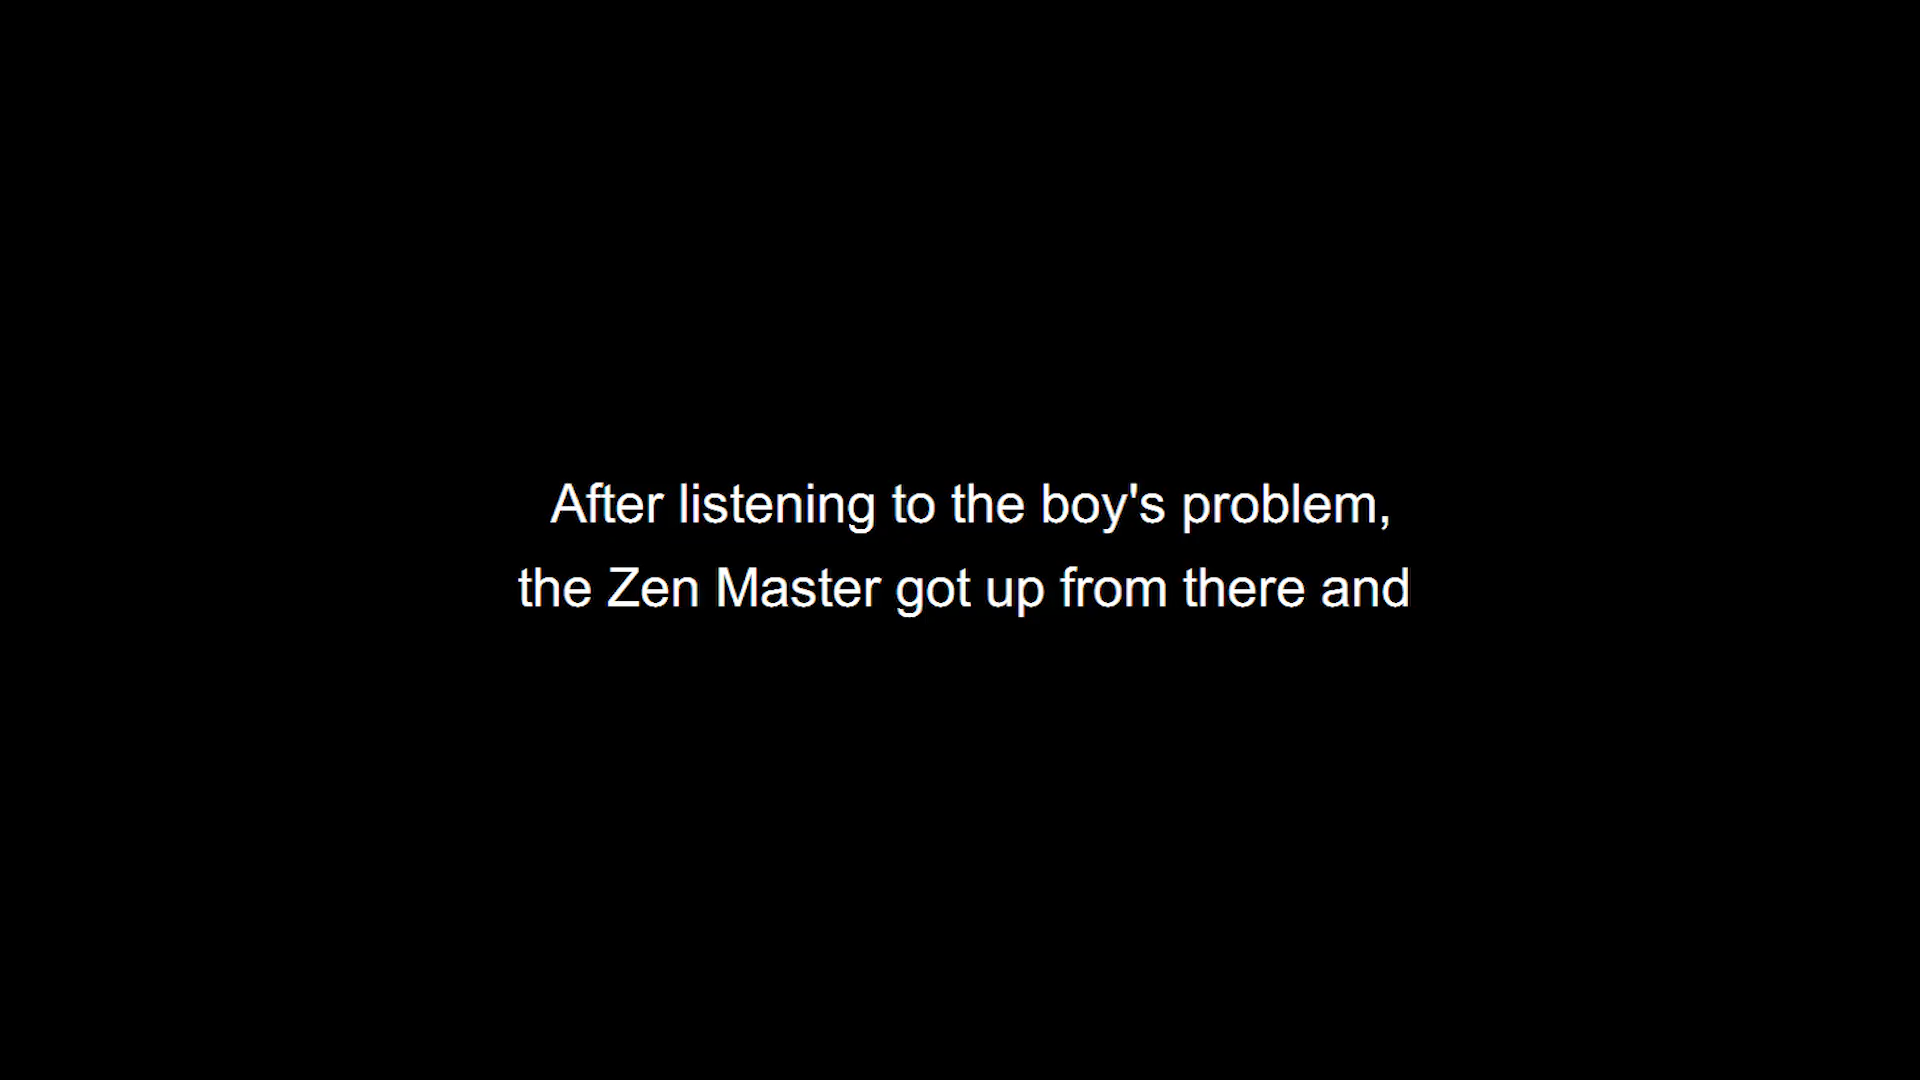 After listening to the boy's problem,
the Zen Master got up from there and